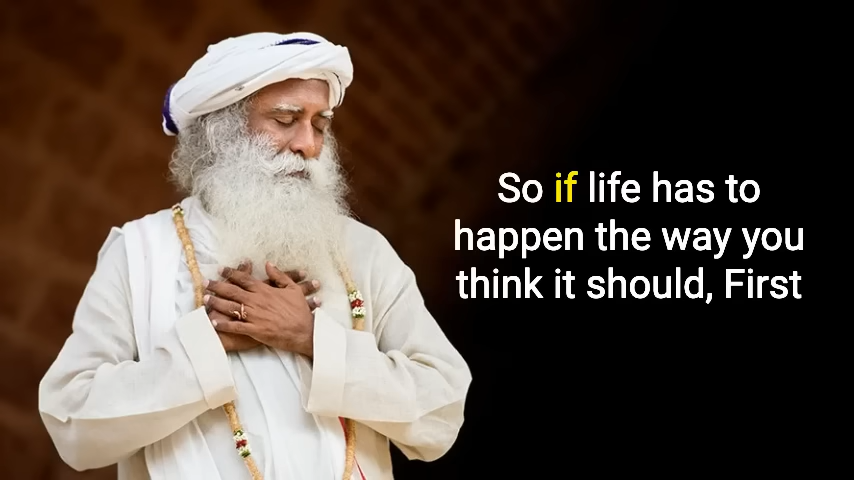 So if life has to
happen the way you
think it should, First